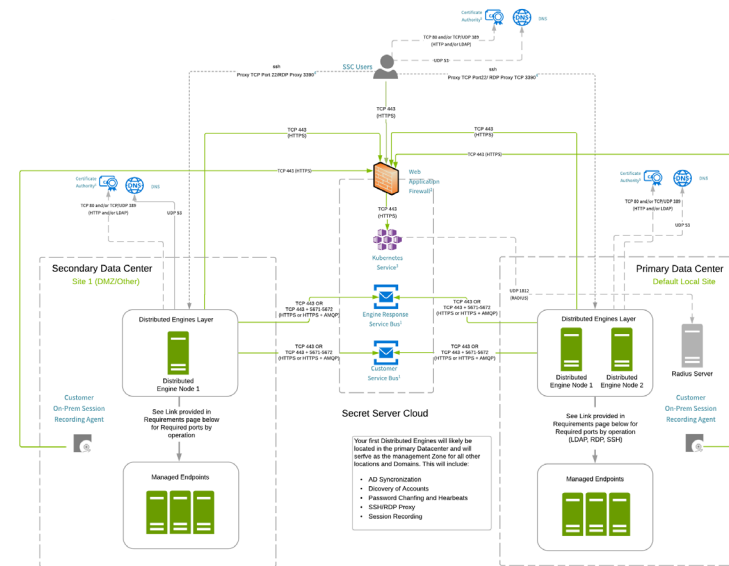 Certificate
Authority⁴
DNS
TCP 80 and/or TCP/UDP 389
(HTTP and/or LDAP)
UDP 53
SSC Users
ssh
Proxy TCP Port 22/RDP Proxy 3390
ssh
Proxy TCP Port22/ RDP Proxy TCP 3390
TCP 443
(HTTPS)
TCP 443
(HTTPS)
TCP 443
(HTTPS)
TCP 443 (HTTPS)
TCP 443 (HTTPS)
Web
Application
Firewall
Certificate
Authority
DNS
TCP 80 and/or TCP/UDP 389
(HTTP and/or LDAP)
UDP 53
Certificate
Authority
DNS
TCP 80 and/or TCP/UDP 389
(HTTP and/or LDAP)
UDP 53
TCP 443
(HTTPS)
Kubernetes
Service
UDP 1812
(RADIUS)
Secondary Data Center
Site 1 (DMZ/Other)
Primary Data Center
Default Local Site
TCP 443 OR
TCP 443 + 5671-5672
(HTTPS or HTTPS + AMQP)
TCP 443 OR
TCP 443 + 5671-5672
(HTTPS or HTTPS + AMQP)
Engine Response
Service Bus¹
TCP 443 OR
TCP 443 + 5671-5672
(HTTPS or HTTPS + AMQP)
TCP 443 OR
TCP 443 + 5671-5672
(HTTPS or HTTPS + AMQP)
Customer
Service Bus¹
Distributed Engines Layer
Distributed
Engine Node 1
Distributed Engines Layer
Distributed
Engine Node 1
Distributed
Engine Node 2
Radius Server
Customer
On-Prem Session
Recording Agent
Customer
On-Prem Session
Recording Agent
See Link provided in
Requirements page below
for Required ports by
operation
See Link provided in
Requirements page below for
Required ports by operation
(LDAP, RDP, SSH)
Secret Server Cloud
Your first Distributed Engines will likely be
located in the primary Datacenter and will
serfve as the management Zone for all other
locations and Domains. This will include:
• AD Syncronization
• Dicovery of Accounts
• Password Chanfing and Hearbeats
• SSH/RDP Proxy
• Session Recording
Managed Endpoints
Managed Endpoints